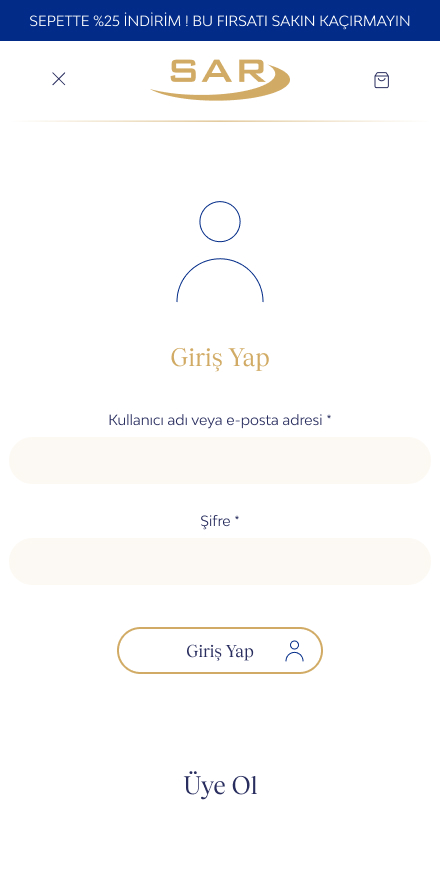 SEPETTE %25 İNDİRİM ! BU FIRSATI SAKIN KAÇIRMAYIN
SAR
Giriş Yap
Kullanıcı adı veya e-posta adresi *
Şifre *
Giriş Yap
Üye Ol